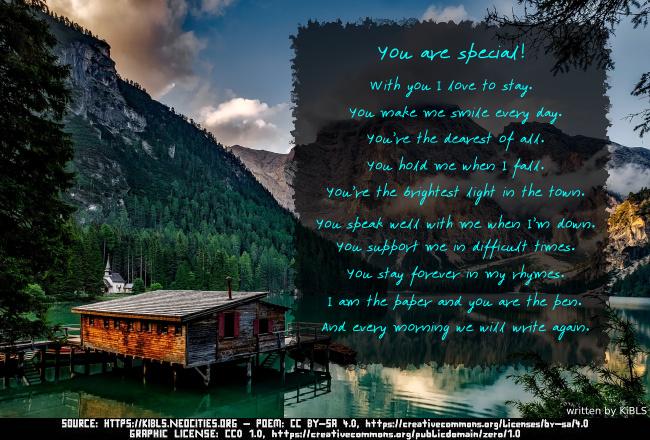 You are special!
With you I love to stay.
You make me smile every day.
You're the dearest of all.
You hold me when I fall.
You're the brightest light in the town.
You speak well with me when I'm down.
You support me in difficult times.
You stay forever in my rhymes.
I am the paper and you are the pen.
And every morning we will write again.
written by KIBLS
SOURCE: HTTPS://KIBLS.NEOCITIES.ORG – POEM: CC BY-SA 4.0, https://creativecommons.org/licenses/by-sa/4.0
GRAPHIC LICENSE: CC0 1.0, https://creativecommons.org/publicdomain/zero/1.0